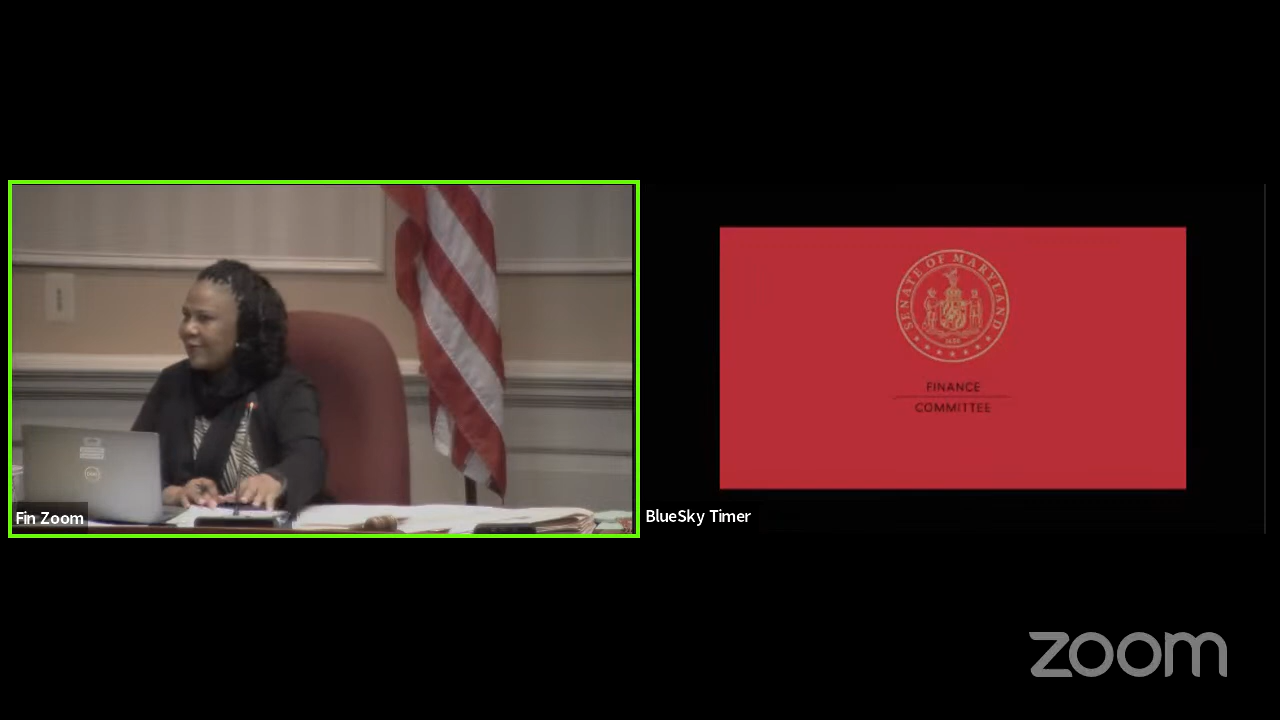 SENATE OF MARYLAND
FINANCE
COMMITTEE
Fin Zoom
BlueSky Timer
zoom